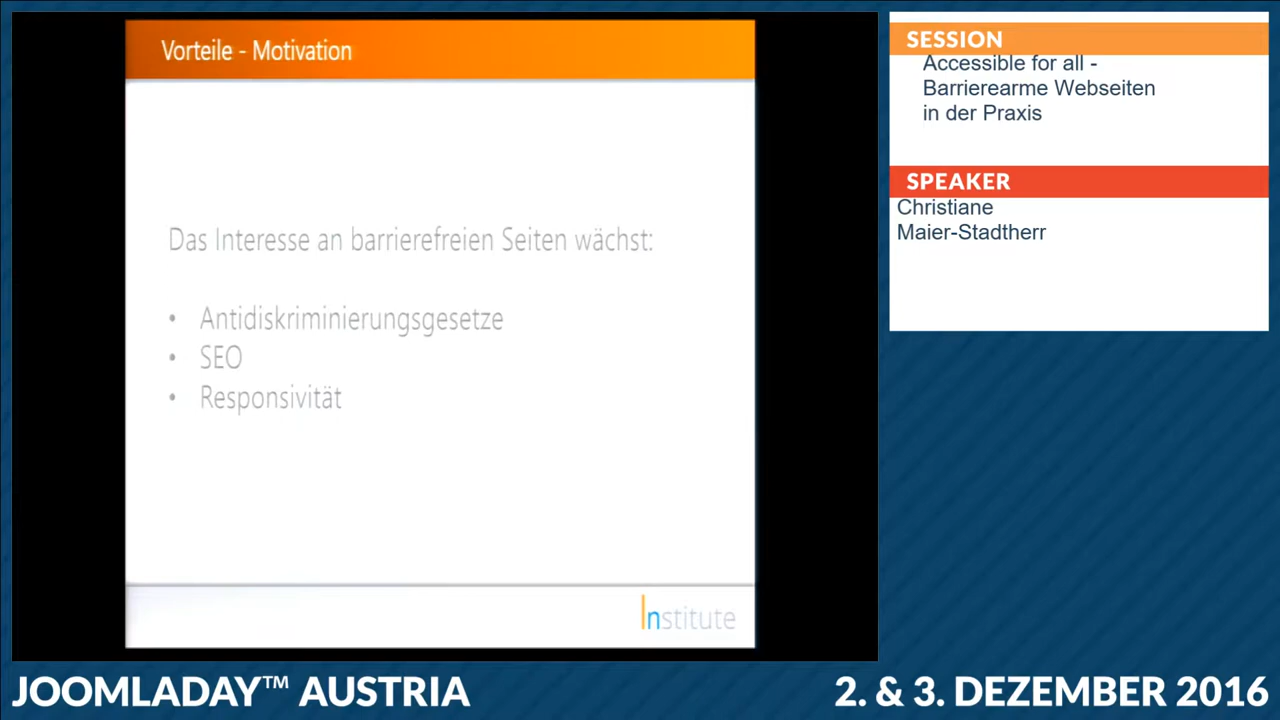 Vorteile - Motivation
Das Interesse an barrierefreien Seiten wächst:
• Antidiskriminierungsgesetze
• SEO
• Responsivität
Institute
SESSION
Accessible for all -
Barrierearme Webseiten
in der Praxis
SPEAKER
Christiane
Maier-Stadtherr
JOOMLADAY™ AUSTRIA
2. & 3. DEZEMBER 2016